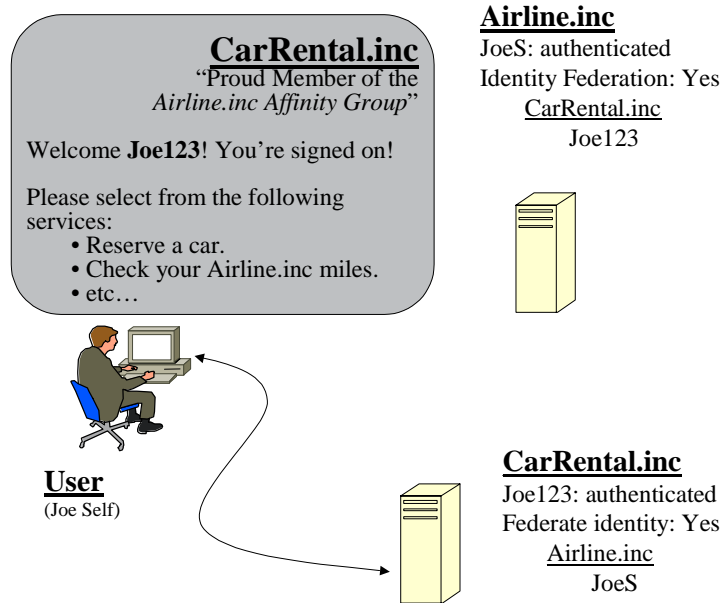 CarRental.inc
“Proud Member of the
Airline.inc Affinity Group”
Welcome Joe123! You’re signed on!
Please select from the following
services:
• Reserve a car.
• Check your Airline.inc miles.
• etc…
Airline.inc
JoeS: authenticated
Identity Federation: Yes
CarRental.inc
Joe123
User
(Joe Self)
CarRental.inc
Joe123: authenticated
Federate identity: Yes
Airline.inc
JoeS